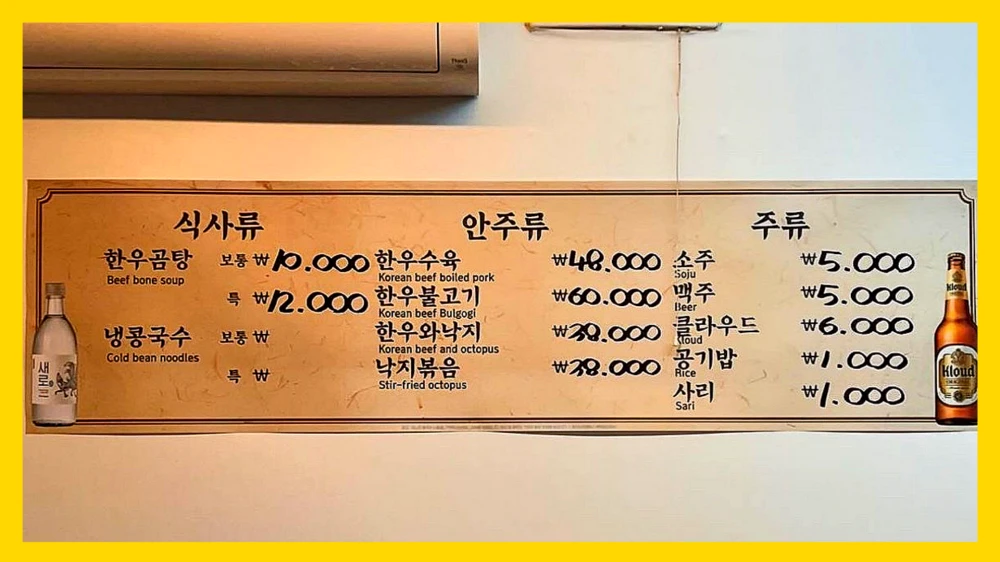 식사류
한우곰탕 보통 ₩10.000
Beef bone soup
특 ₩12.000
냉콩국수 보통 ₩
Cold bean noodles
특 ₩
안주류
한우수육 ₩48.000
Korean beef boiled pork
한우불고기 ₩60.000
Korean beef Bulgogi
한우와낙지 ₩38.000
Korean beef and octopus
낙지볶음 ₩38.000
Stir-fried octopus
주류
소주 ₩5.000
Soju
맥주 ₩5.000
Beer
클라우드 ₩6.000
Kloud
공기밥 ₩1.000
Rice
사리 ₩1.000
Sari
새로
kloud
Kloud